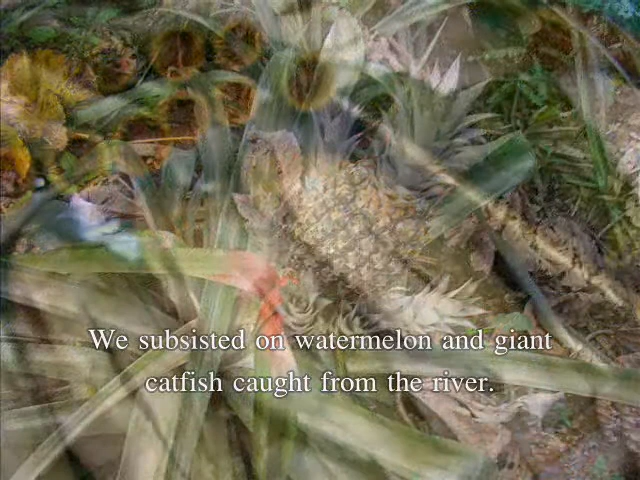 We subsisted on watermelon and giant
catfish caught from the river.